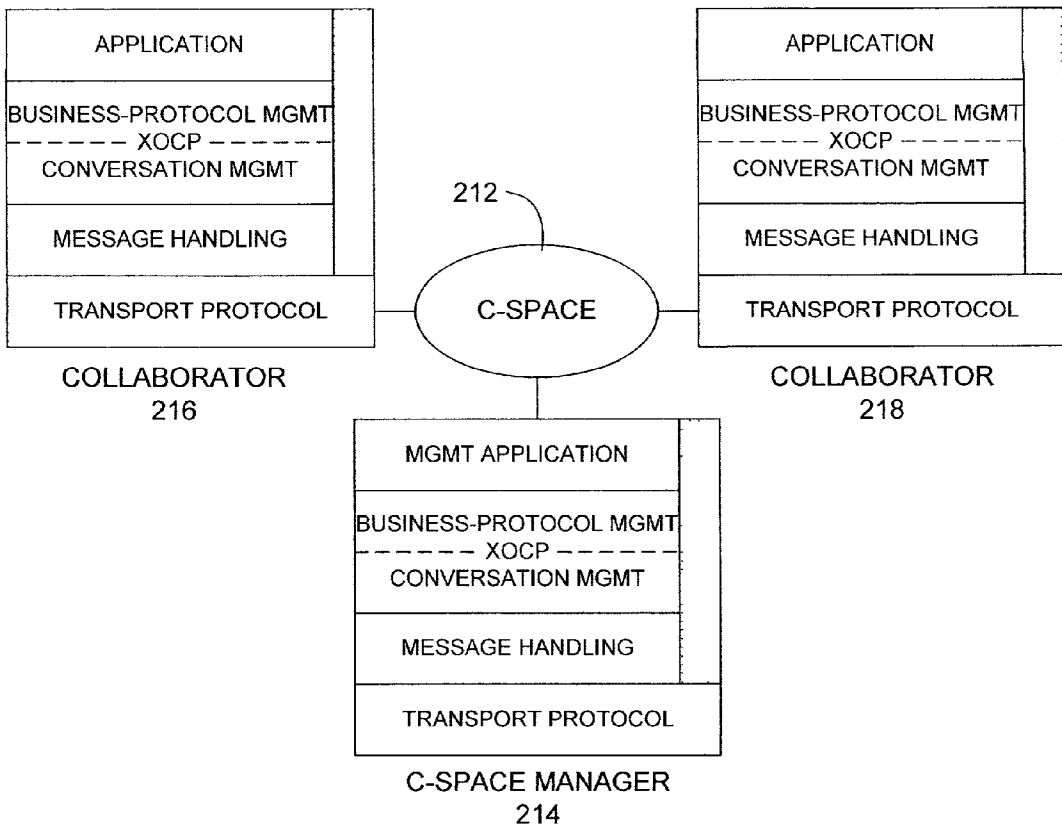 APPLICATION
BUSINESS-PROTOCOL MGMT
XOCP
CONVERSATION MGMT
MESSAGE HANDLING
TRANSPORT PROTOCOL
COLLABORATOR
216
APPLICATION
BUSINESS-PROTOCOL MGMT
XOCP
CONVERSATION MGMT
MESSAGE HANDLING
TRANSPORT PROTOCOL
COLLABORATOR
218
212
C-SPACE
MGMT APPLICATION
BUSINESS-PROTOCOL MGMT
XOCP
CONVERSATION MGMT
MESSAGE HANDLING
TRANSPORT PROTOCOL
C-SPACE MANAGER
214